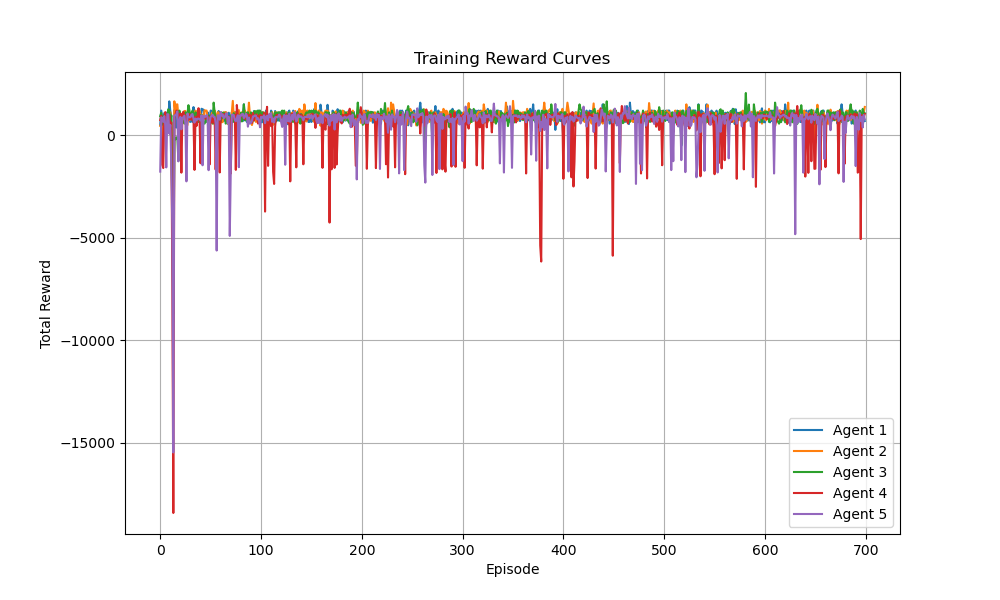 Training Reward Curves
0
−5000
−10000
−15000
Total Reward
0 100 200 300 400 500 600 700
Episode
Agent 1
Agent 2
Agent 3
Agent 4
Agent 5